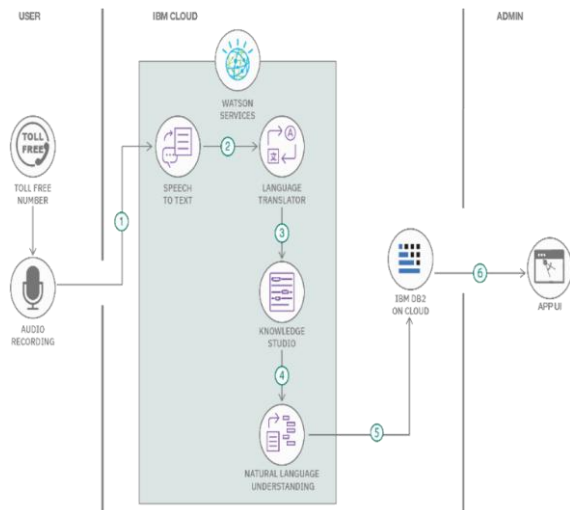 USER
IBM CLOUD
ADMIN
WATSON
SERVICES
TOLL
FREE
TOLL FREE
NUMBER
1
SPEECH
TO TEXT
2
A
文
LANGUAGE
TRANSLATOR
3
AUDIO
RECORDING
KNOWLEDGE
STUDIO
4
NATURAL LANGUAGE
UNDERSTANDING
5
IBM DB2
ON CLOUD
6
APP UI